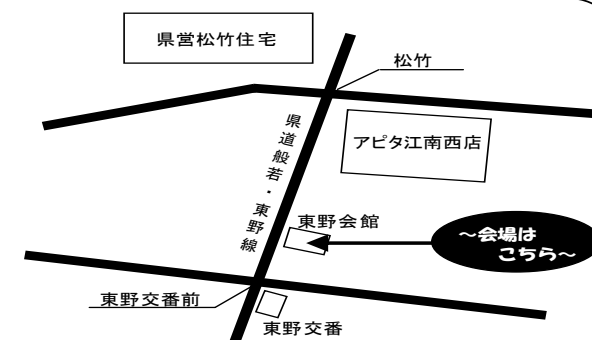 県営松竹住宅
松竹
県道般若・東野線
アピタ江南西店
東野会館
～会場は
こちら～
東野交番前
東野交番